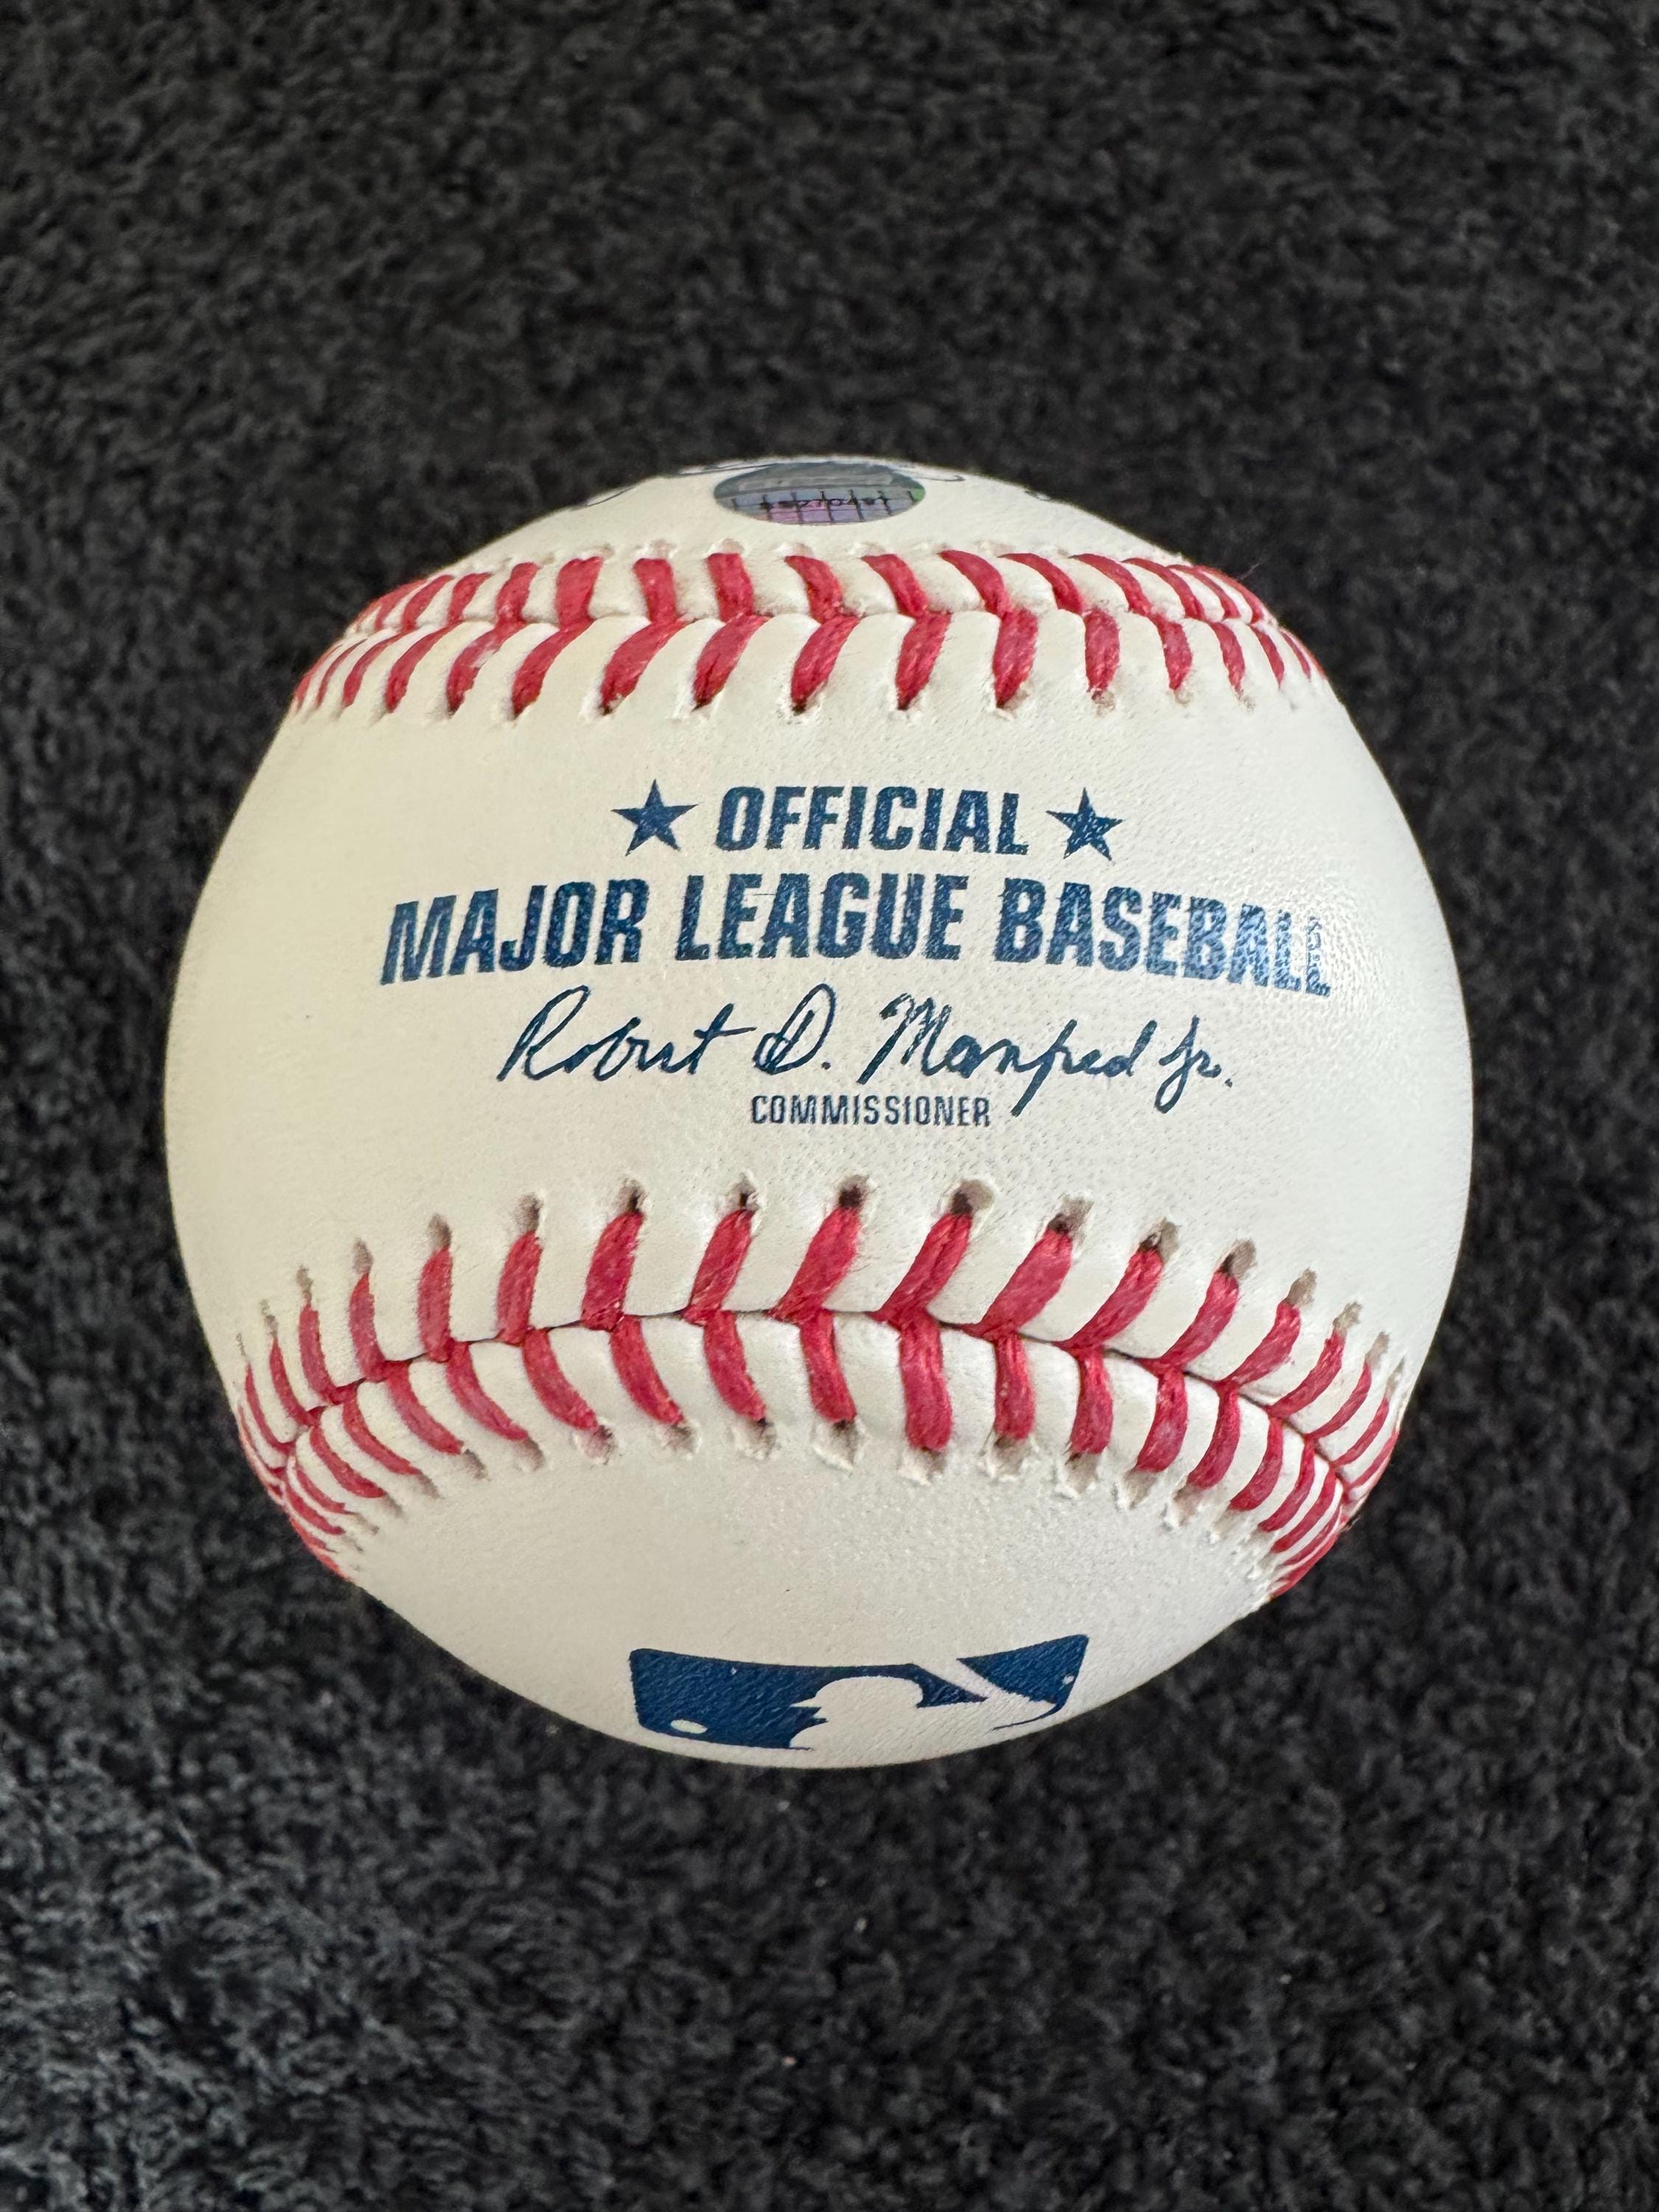 ★ OFFICIAL ★
MAJOR LEAGUE BASEBALL
Robert D. Manfred Jr.
COMMISSIONER